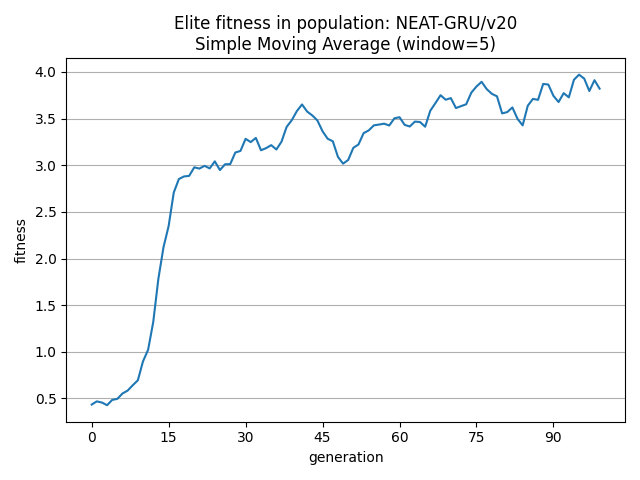 Elite fitness in population: NEAT-GRU/v20
Simple Moving Average (window=5)
fitness
4.0
3.5
3.0
2.5
2.0
1.5
1.0
0.5
0 15 30 45 60 75 90
generation